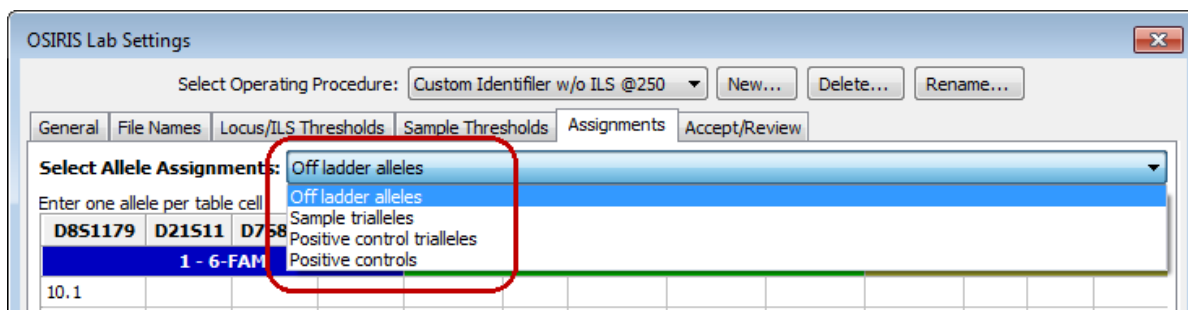 OSIRIS Lab Settings
Select Operating Procedure: Custom Identifiler w/o ILS @250 New... Delete... Rename...
General File Names Locus/ILS Thresholds Sample Thresholds Assignments Accept/Review
Select Allele Assignments: Off ladder alleles
Off ladder alleles
Enter one allele per table cell
Sample trialleles
D8S1179 D21S11 D7S8
Positive control trialleles
1 - 6-FAM
Positive controls
10.1